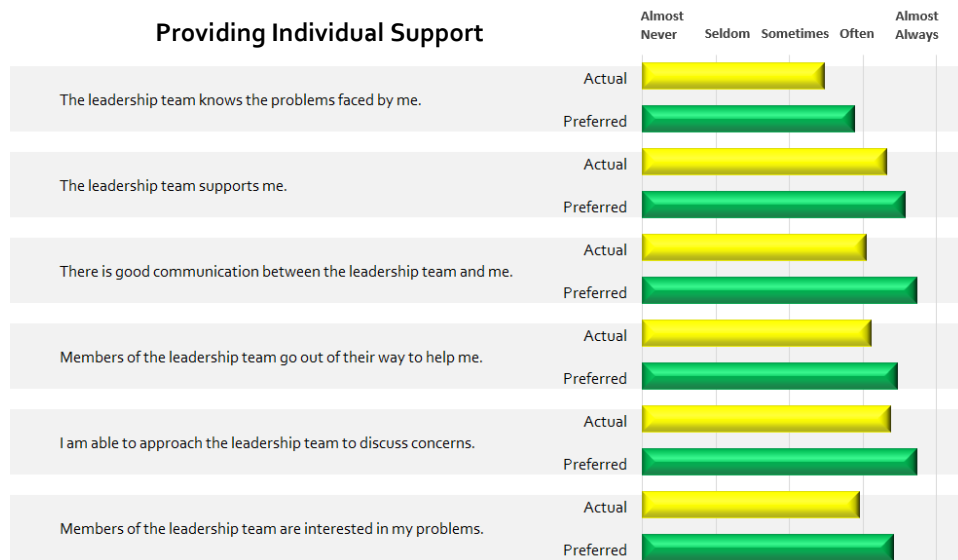 Providing Individual Support
Almost Never Seldom Sometimes Often Almost Always
The leadership team knows the problems faced by me.
Actual
Preferred
The leadership team supports me.
Actual
Preferred
There is good communication between the leadership team and me.
Actual
Preferred
Members of the leadership team go out of their way to help me.
Actual
Preferred
I am able to approach the leadership team to discuss concerns.
Actual
Preferred
Members of the leadership team are interested in my problems.
Actual
Preferred